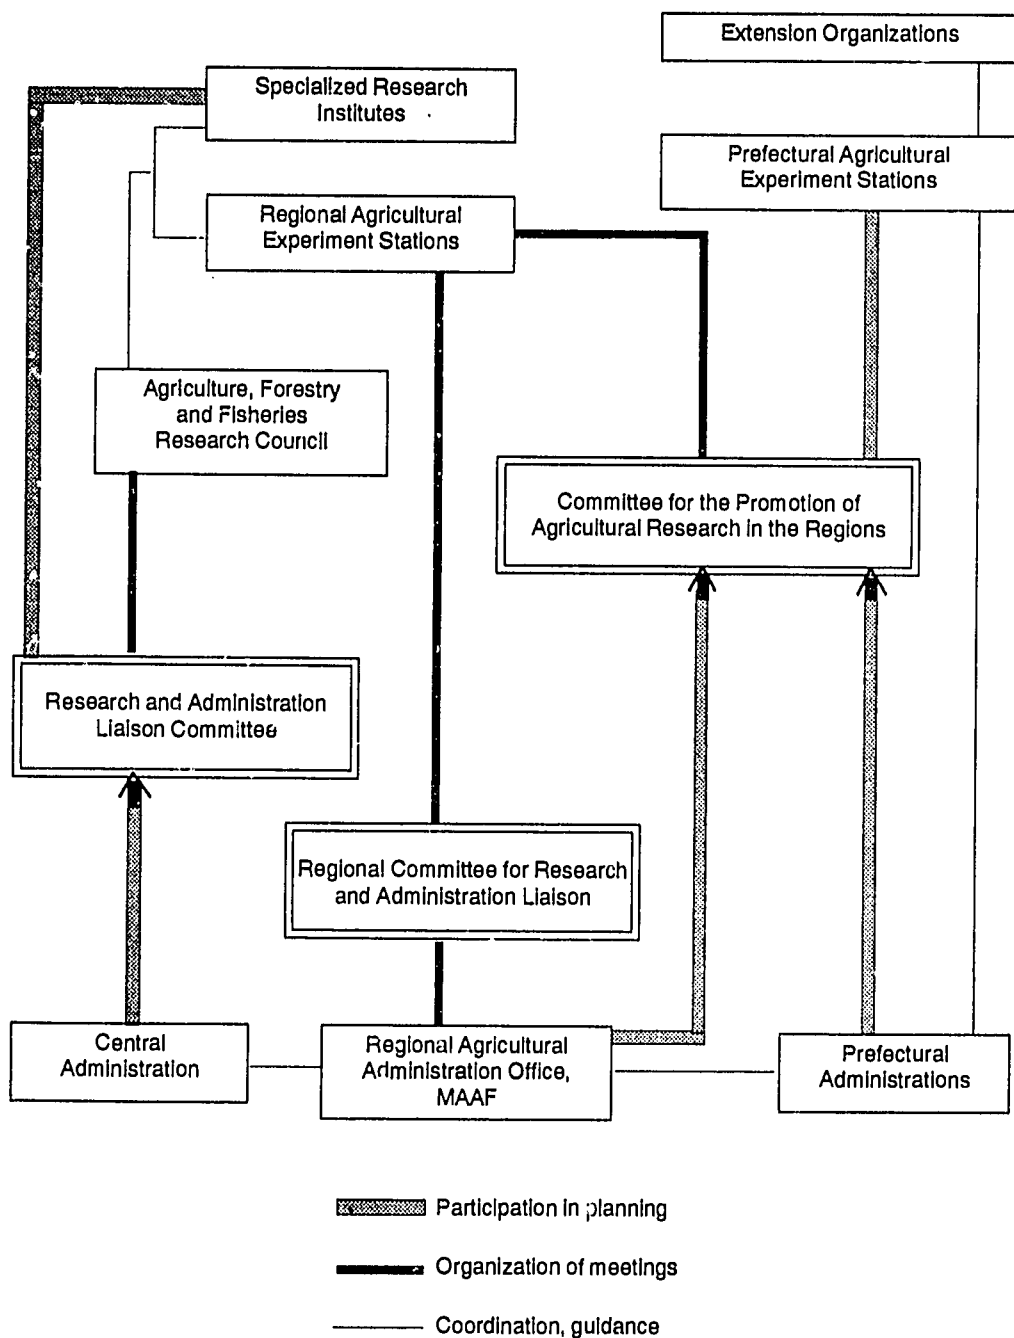 Extension Organizations
Specialized Research
Institutes
Prefectural Agricultural
Experiment Stations
Regional Agricultural
Experiment Stations
Agriculture, Forestry
and Fisheries
Research Council
Committee for the Promotion of
Agricultural Research in the Regions
Research and Administration
Liaison Committee
Regional Committee for Research
and Administration Liaison
Central
Administration
Regional Agricultural
Administration Office,
MAAF
Prefectural
Administrations
Participation in planning
Organization of meetings
Coordination, guidance